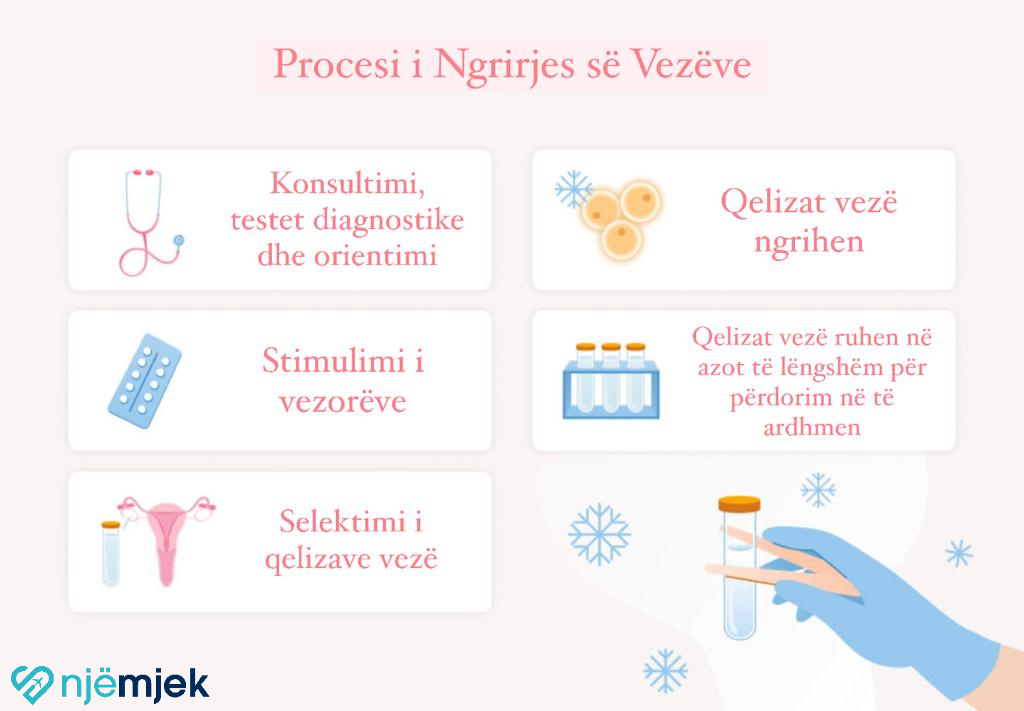 Procesi i Ngrirjes së Vezëve
Konsultimi,
testet diagnostike
dhe orientimi
Stimulimi i
vezorëve
Selektimi i
qelizave vezë
Qelizat vezë
ngrihen
Qelizat vezë ruhen në
azot të lëngshëm për
përdorim në të
ardhmen
njëmjek